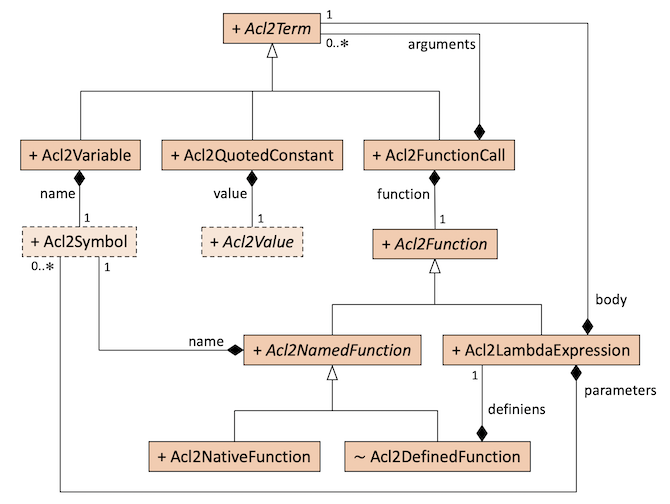 + Acl2Term
1
0..*
arguments
+ Acl2Variable
+ Acl2QuotedConstant
+ Acl2FunctionCall
name
value
function
1
1
1
+ Acl2Symbol
+ Acl2Value
+ Acl2Function
0..*
1
body
name
+ Acl2NamedFunction
+ Acl2LambdaExpression
1
parameters
definiens
+ Acl2NativeFunction
~ Acl2DefinedFunction